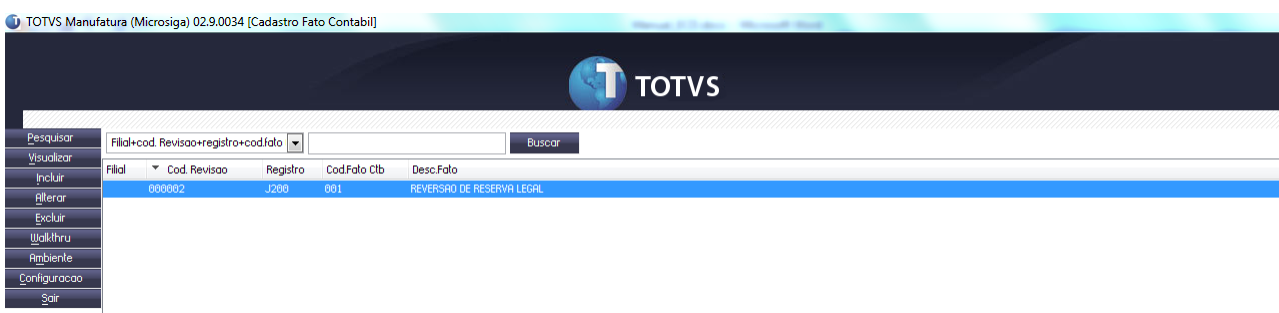 TOTVS Manufatura (Microsiga) 02.9.0034 [Cadastro Fato Contabil]
TOTVS
Pesquisar
Visualizar
Incluir
Alterar
Excluir
Walkthru
Ambiente
Configuracao
Sair
Filial+cod. Revisao+registro+cod.fato
Buscar
Filial Cod. Revisao Registro Cod.Fato Ctb Desc.Fato
000002 J200 001 REVERSAO DE RESERVA LEGAL